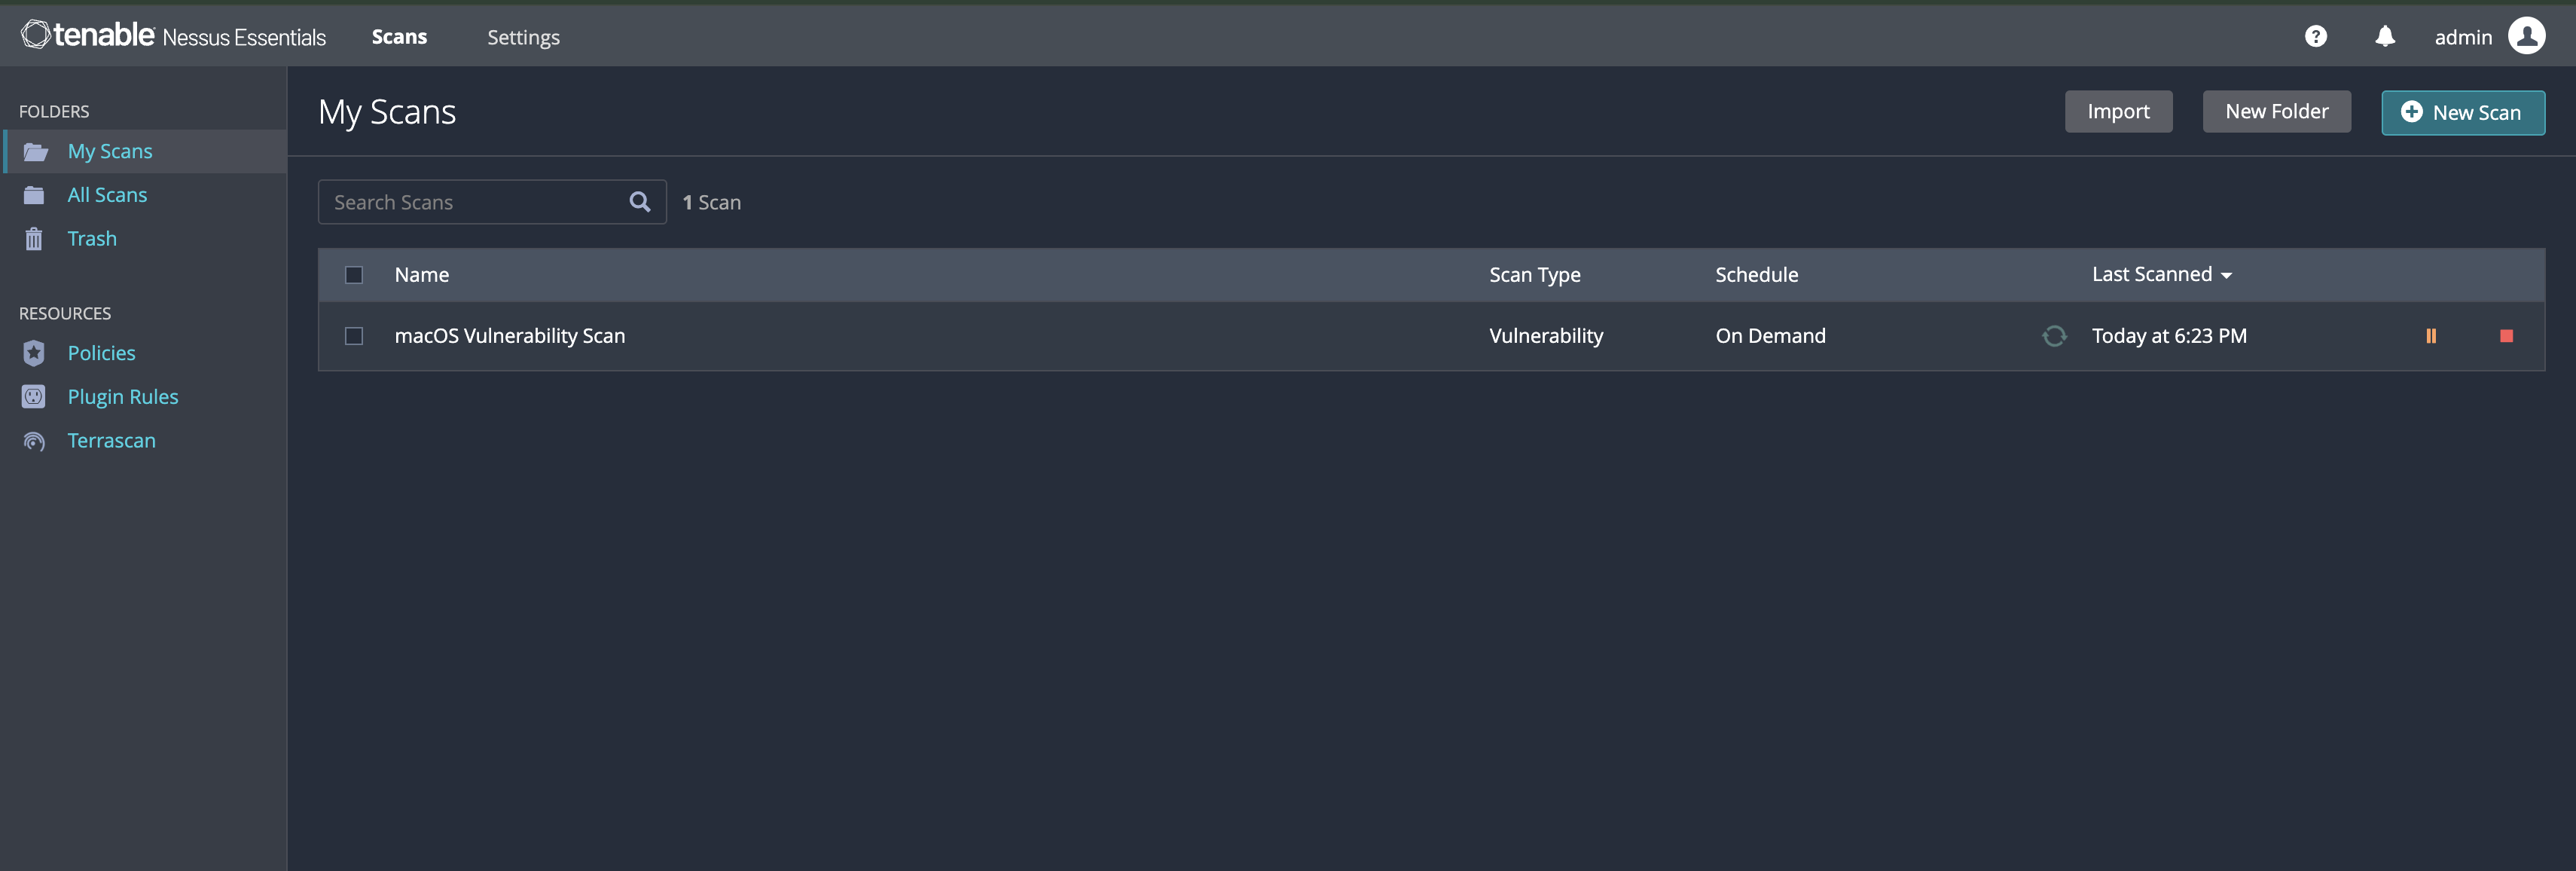 tenable Nessus Essentials Scans Settings admin
FOLDERS
My Scans
All Scans
Trash
RESOURCES
Policies
Plugin Rules
Terrascan
My Scans
Import New Folder New Scan
Search Scans 1 Scan
Name Scan Type Schedule Last Scanned
macOS Vulnerability Scan Vulnerability On Demand Today at 6:23 PM